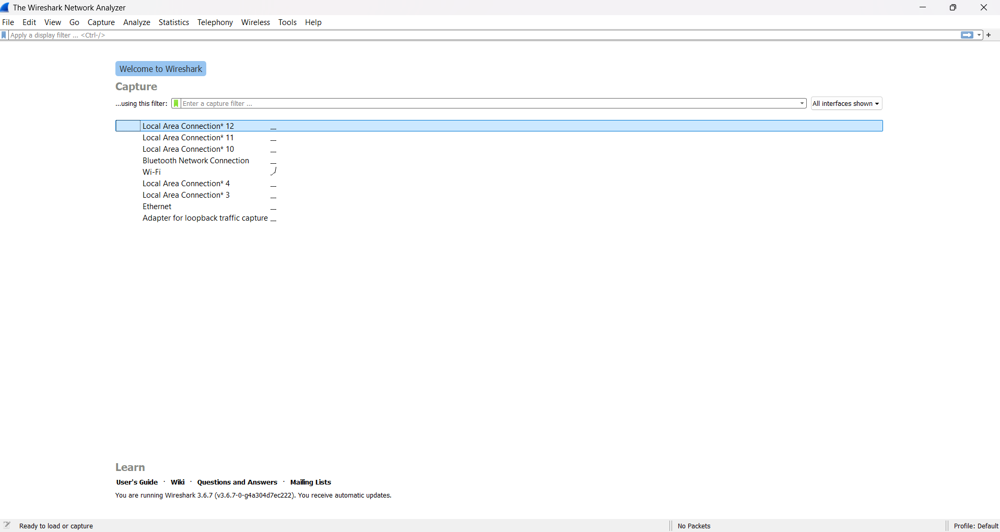 The Wireshark Network Analyzer
File Edit View Go Capture Analyze Statistics Telephony Wireless Tools Help
Apply a display filter ... <Ctrl-/>
Welcome to Wireshark
Capture
...using this filter: Enter a capture filter ... All interfaces shown
Local Area Connection* 12
Local Area Connection* 11
Local Area Connection* 10
Bluetooth Network Connection
Wi-Fi
Local Area Connection* 4
Local Area Connection* 3
Ethernet
Adapter for loopback traffic capture
Learn
User's Guide · Wiki · Questions and Answers · Mailing Lists
You are running Wireshark 3.6.7 (v3.6.7-0-g4a304d7ec222). You receive automatic updates.
Ready to load or capture No Packets Profile: Default